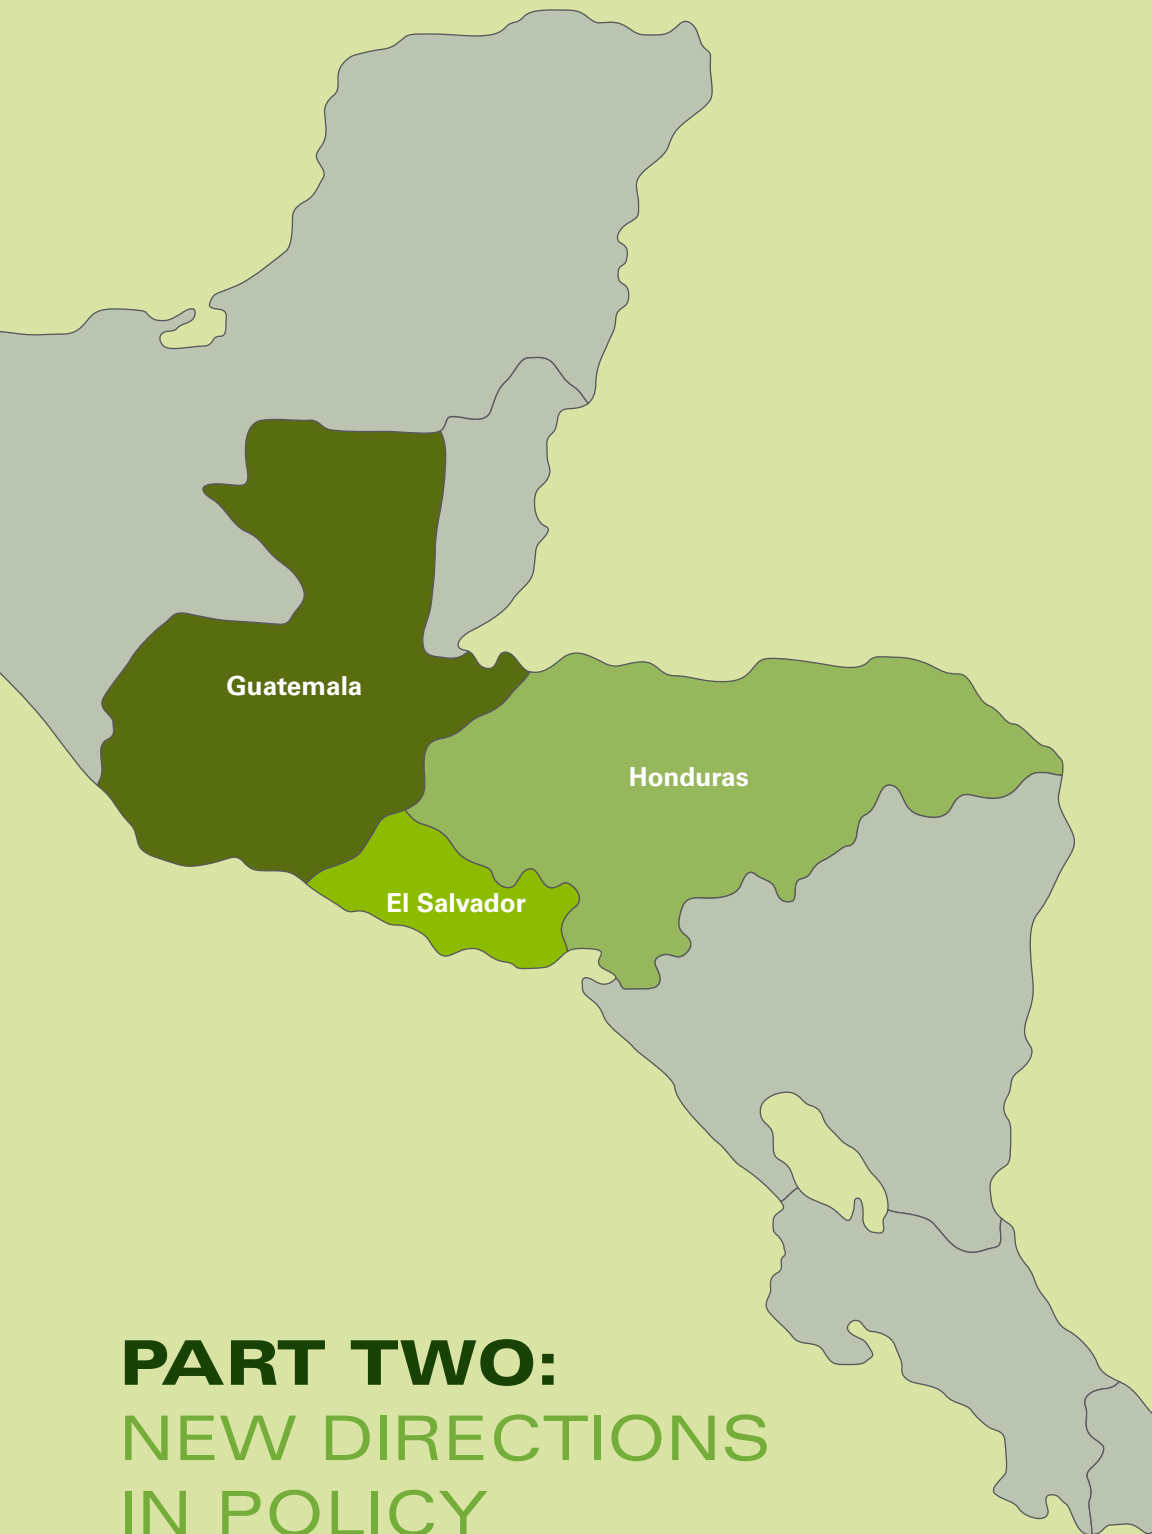 Guatemala
Honduras
El Salvador
PART TWO:
NEW DIRECTIONS
IN POLICY